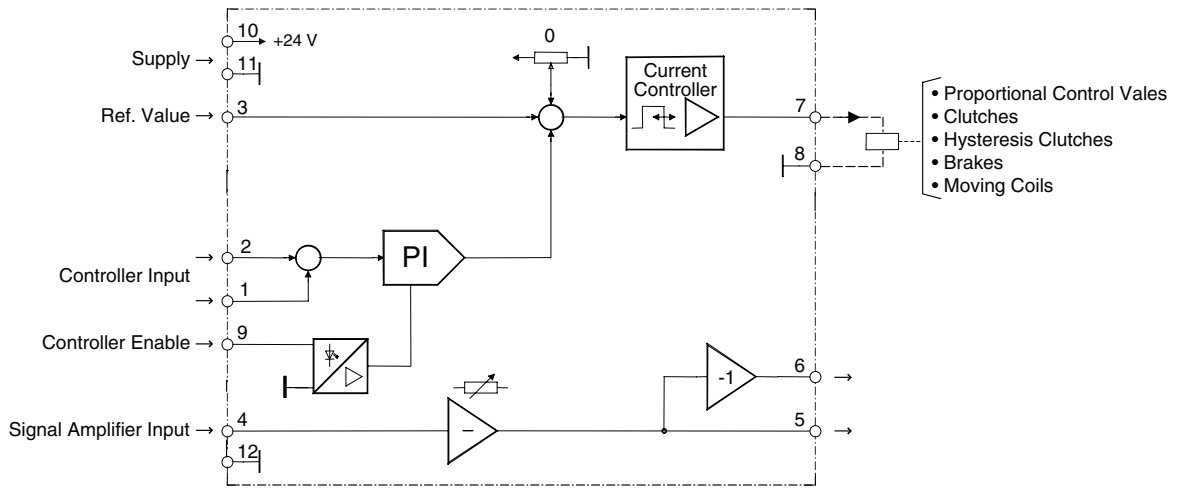 Supply →
10
+24 V
11
Ref. Value →
3
0
Current
Controller
7
8
• Proportional Control Vales
• Clutches
• Hysteresis Clutches
• Brakes
• Moving Coils
Controller Input
2
1
PI
Controller Enable →
9
Signal Amplifier Input →
4
12
–
-1
6
5